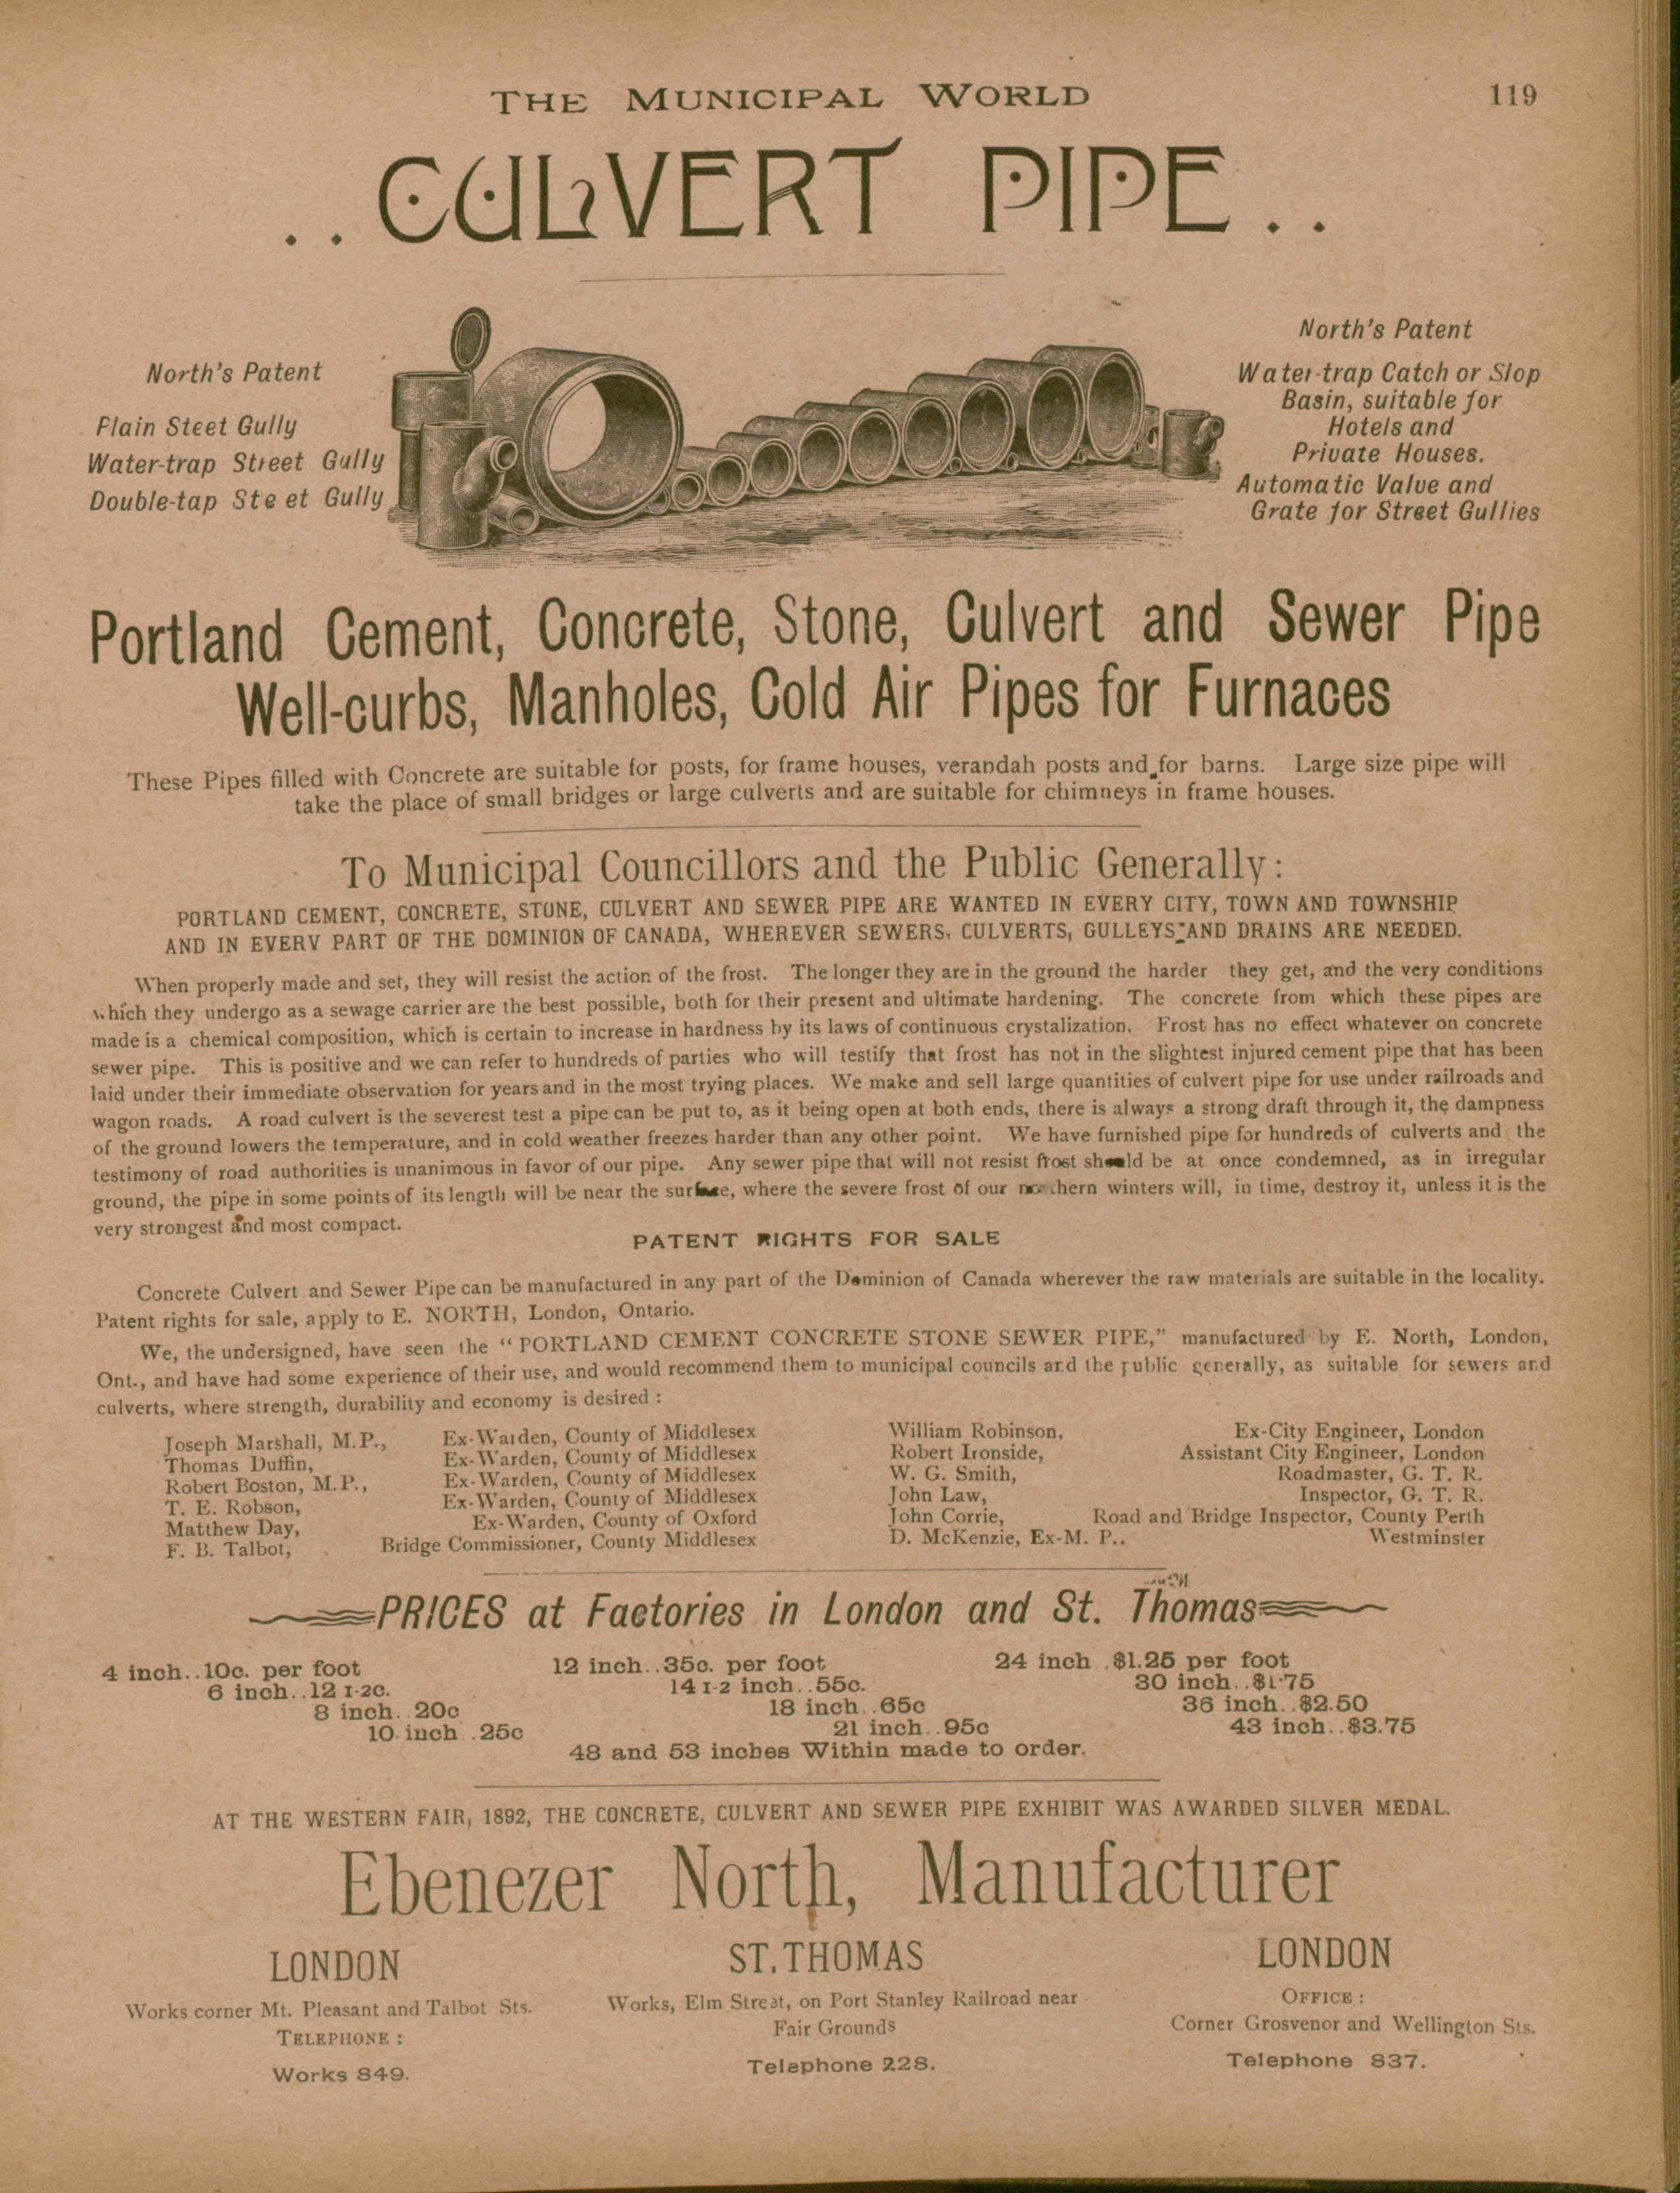 THE MUNICIPAL WORLD 119
. . CULVERT PIPE . .
North's Patent
Plain Steet Gully
Water-trap Street Gully
Double-tap Ste et Gully
North's Patent
Water-trap Catch or Slop
Basin, suitable for
Hotels and
Private Houses.
Automatic Valve and
Grate for Street Gullies
Portland Cement, Concrete, Stone, Culvert and Sewer Pipe
Well-curbs, Manholes, Cold Air Pipes for Furnaces
These Pipes filled with Concrete are suitable for posts, for frame houses, verandah posts and for barns. Large size pipe will
take the place of small bridges or large culverts and are suitable for chimneys in frame houses.
To Municipal Councillors and the Public Generally:
PORTLAND CEMENT, CONCRETE, STONE, CULVERT AND SEWER PIPE ARE WANTED IN EVERY CITY, TOWN AND TOWNSHIP
AND IN EVERV PART OF THE DOMINION OF CANADA, WHEREVER SEWERS, CULVERTS, GULLEYS AND DRAINS ARE NEEDED.
When properly made and set, they will resist the action of the frost. The longer they are in the ground the harder they get, and the very conditions
which they undergo as a sewage carrier are the best possible, both for their present and ultimate hardening. The concrete from which these pipes are
made is a chemical composition, which is certain to increase in hardness by its laws of continuous crystalization. Frost has no effect whatever on concrete
sewer pipe. This is positive and we can refer to hundreds of parties who will testify that frost has not in the slightest injured cement pipe that has been
laid under their immediate observation for years and in the most trying places. We make and sell large quantities of culvert pipe for use under railroads and
wagon roads. A road culvert is the severest test a pipe can be put to, as it being open at both ends, there is always a strong draft through it, the dampness
of the ground lowers the temperature, and in cold weather freezes harder than any other point. We have furnished pipe for hundreds of culverts and the
testimony of road authorities is unanimous in favor of our pipe. Any sewer pipe that will not resist frost should be at once condemned, as in irregular
ground, the pipe in some points of its length will be near the surface, where the severe frost of our northern winters will, in time, destroy it, unless it is the
very strongest and most compact.
PATENT RIGHTS FOR SALE
Concrete Culvert and Sewer Pipe can be manufactured in any part of the Dominion of Canada wherever the raw materials are suitable in the locality.
Patent rights for sale, apply to E. NORTH, London, Ontario.
We, the undersigned, have seen the "PORTLAND CEMENT CONCRETE STONE SEWER PIPE," manufactured by E. North, London,
Ont., and have had some experience of their use, and would recommend them to municipal councils and the public generally, as suitable for sewers and
culverts, where strength, durability and economy is desired :
Joseph Marshall, M.P., Ex-Warden, County of Middlesex
Thomas Duffin, Ex-Warden, County of Middlesex
Robert Boston, M.P., Ex-Warden, County of Middlesex
T. E. Robson, Ex-Warden, County of Middlesex
Matthew Day, Ex-Warden, County of Oxford
F. B. Talbot, Bridge Commissioner, County Middlesex
William Robinson, Ex-City Engineer, London
Robert Ironside, Assistant City Engineer, London
W. G. Smith, Roadmaster, G. T. R.
John Law, Inspector, G. T. R.
John Corrie, Road and Bridge Inspector, County Perth
D. McKenzie, Ex-M. P.. Westminster
PRICES at Factories in London and St. Thomas
4 inch..10c. per foot
6 inch..12 1-2c.
8 inch..20c
10 inch .25c
12 inch..35c. per foot
14 1-2 inch..55c.
18 inch..65c
21 inch..95c
24 inch .$1.25 per foot
30 inch..$1.75
36 inch..$2.50
43 inch..$3.75
48 and 53 inches Within made to order.
AT THE WESTERN FAIR, 1892, THE CONCRETE, CULVERT AND SEWER PIPE EXHIBIT WAS AWARDED SILVER MEDAL.
Ebenezer North, Manufacturer
LONDON
Works corner Mt. Pleasant and Talbot Sts.
TELEPHONE :
Works 849.
ST. THOMAS
Works, Elm Street, on Port Stanley Railroad near
Fair Grounds
Telephone 228.
LONDON
OFFICE :
Corner Grosvenor and Wellington Sts.
Telephone 837.